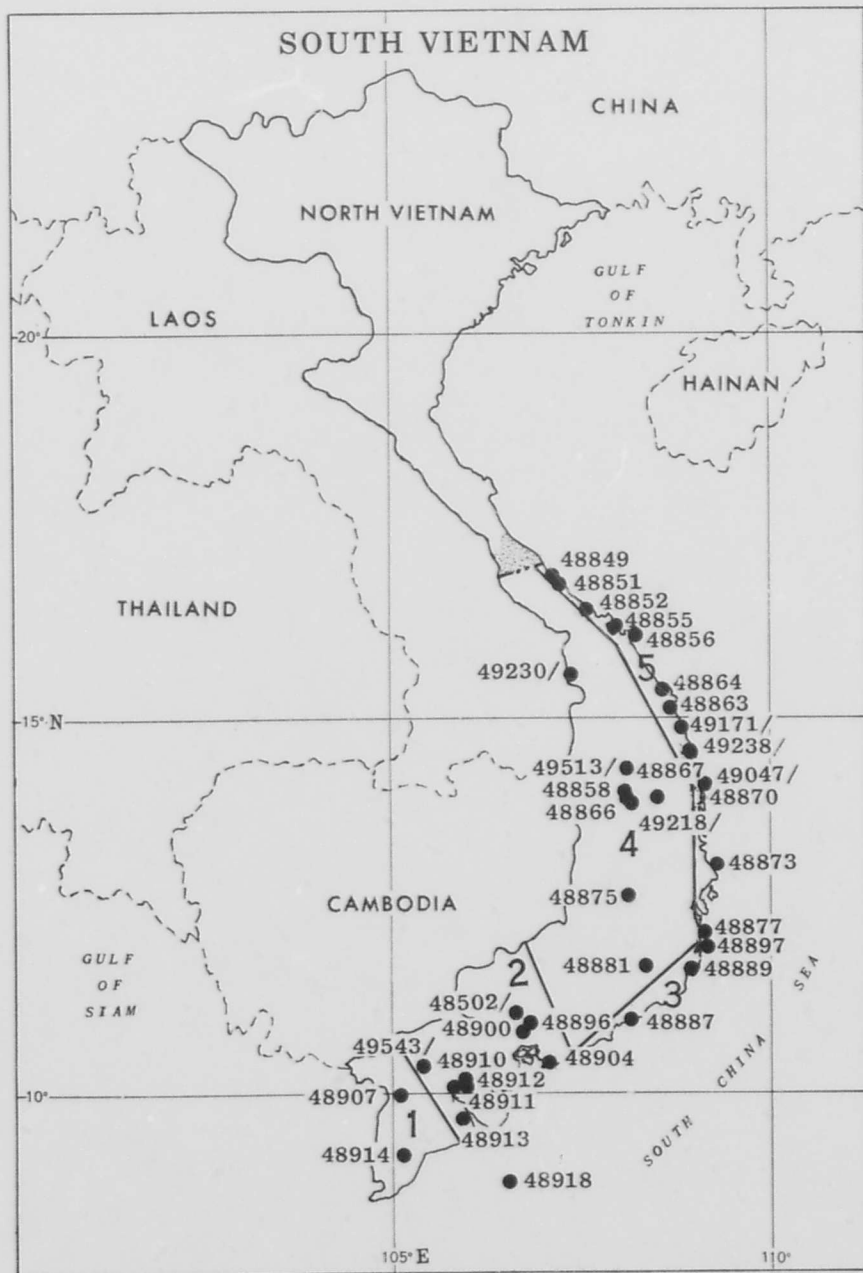 SOUTH VIETNAM
CHINA
NORTH VIETNAM
GULF
OF
TONKIN
LAOS
20°
HAINAN
48849
48851
48852
THAILAND
48855
48856
5
49230/
48864
48863
15° N
49171/
49238/
49513/
48867
49047/
48858
48870
48866
49218/
4
48873
48875
CAMBODIA
48877
48897
GULF
OF
SIAM
2
48881
48889
SEA
3
48502/
48896
48887
48900
49543/
48910
48904
CHINA
48912
10°
48907
48911
1
48913
SOUTH
48914
48918
105° E
110°